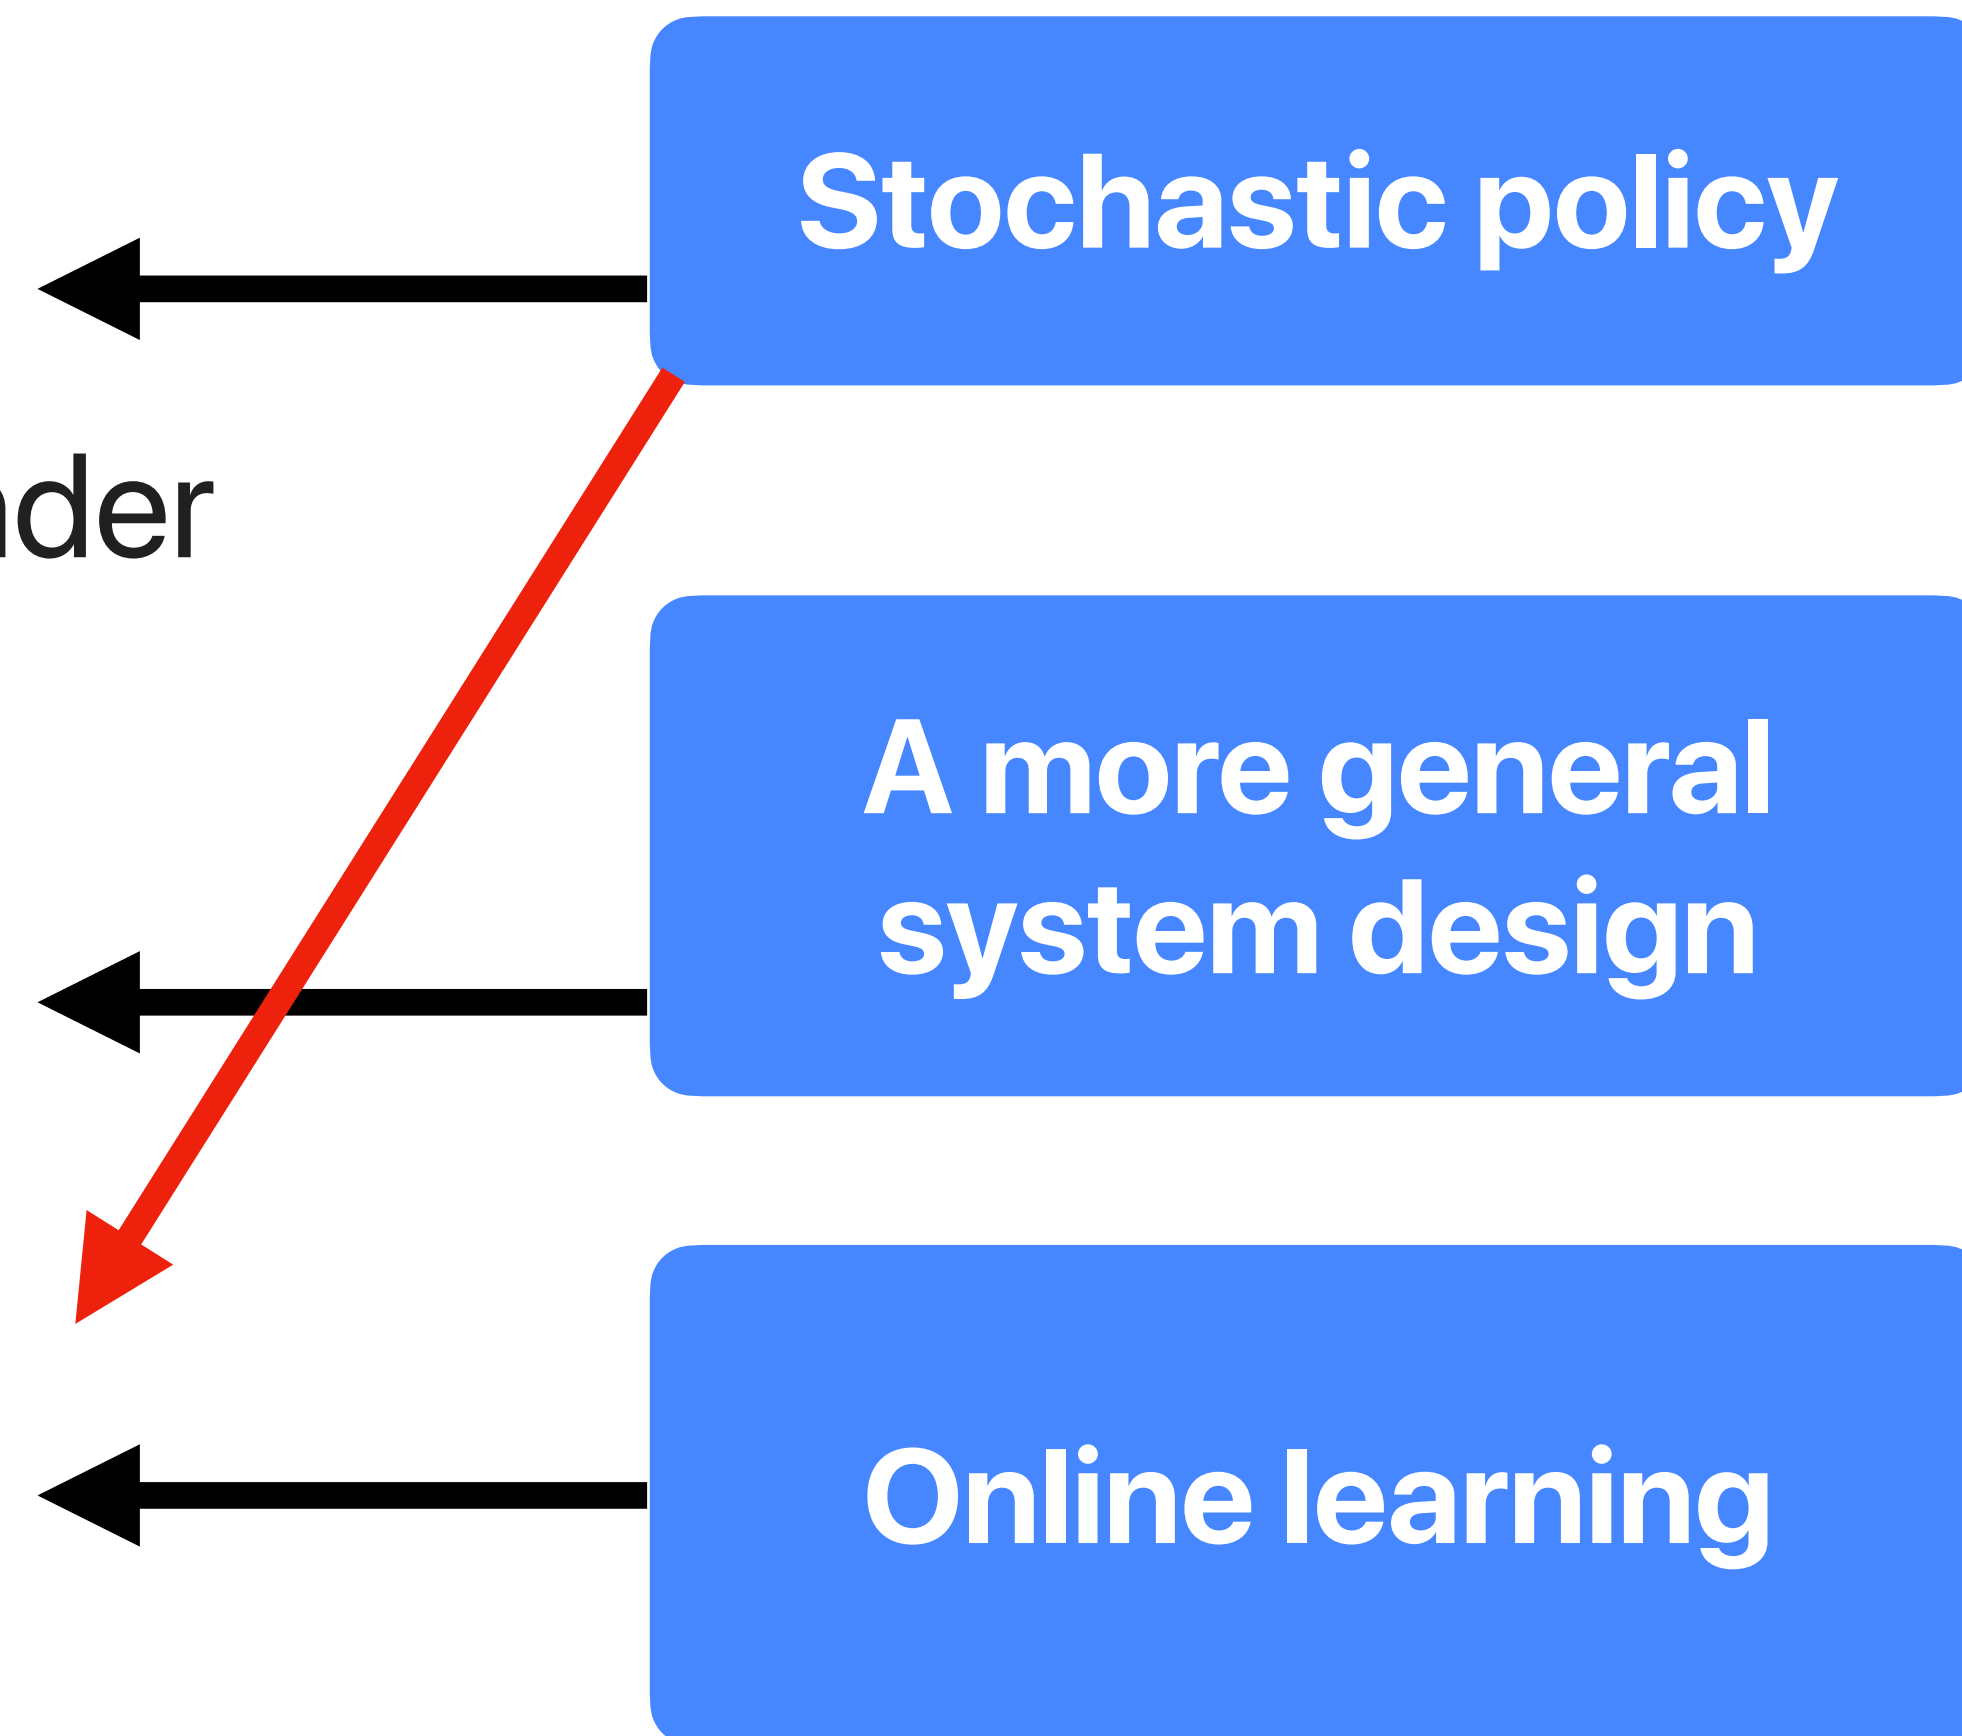 Stochastic policy
A more general
system design
Online learning